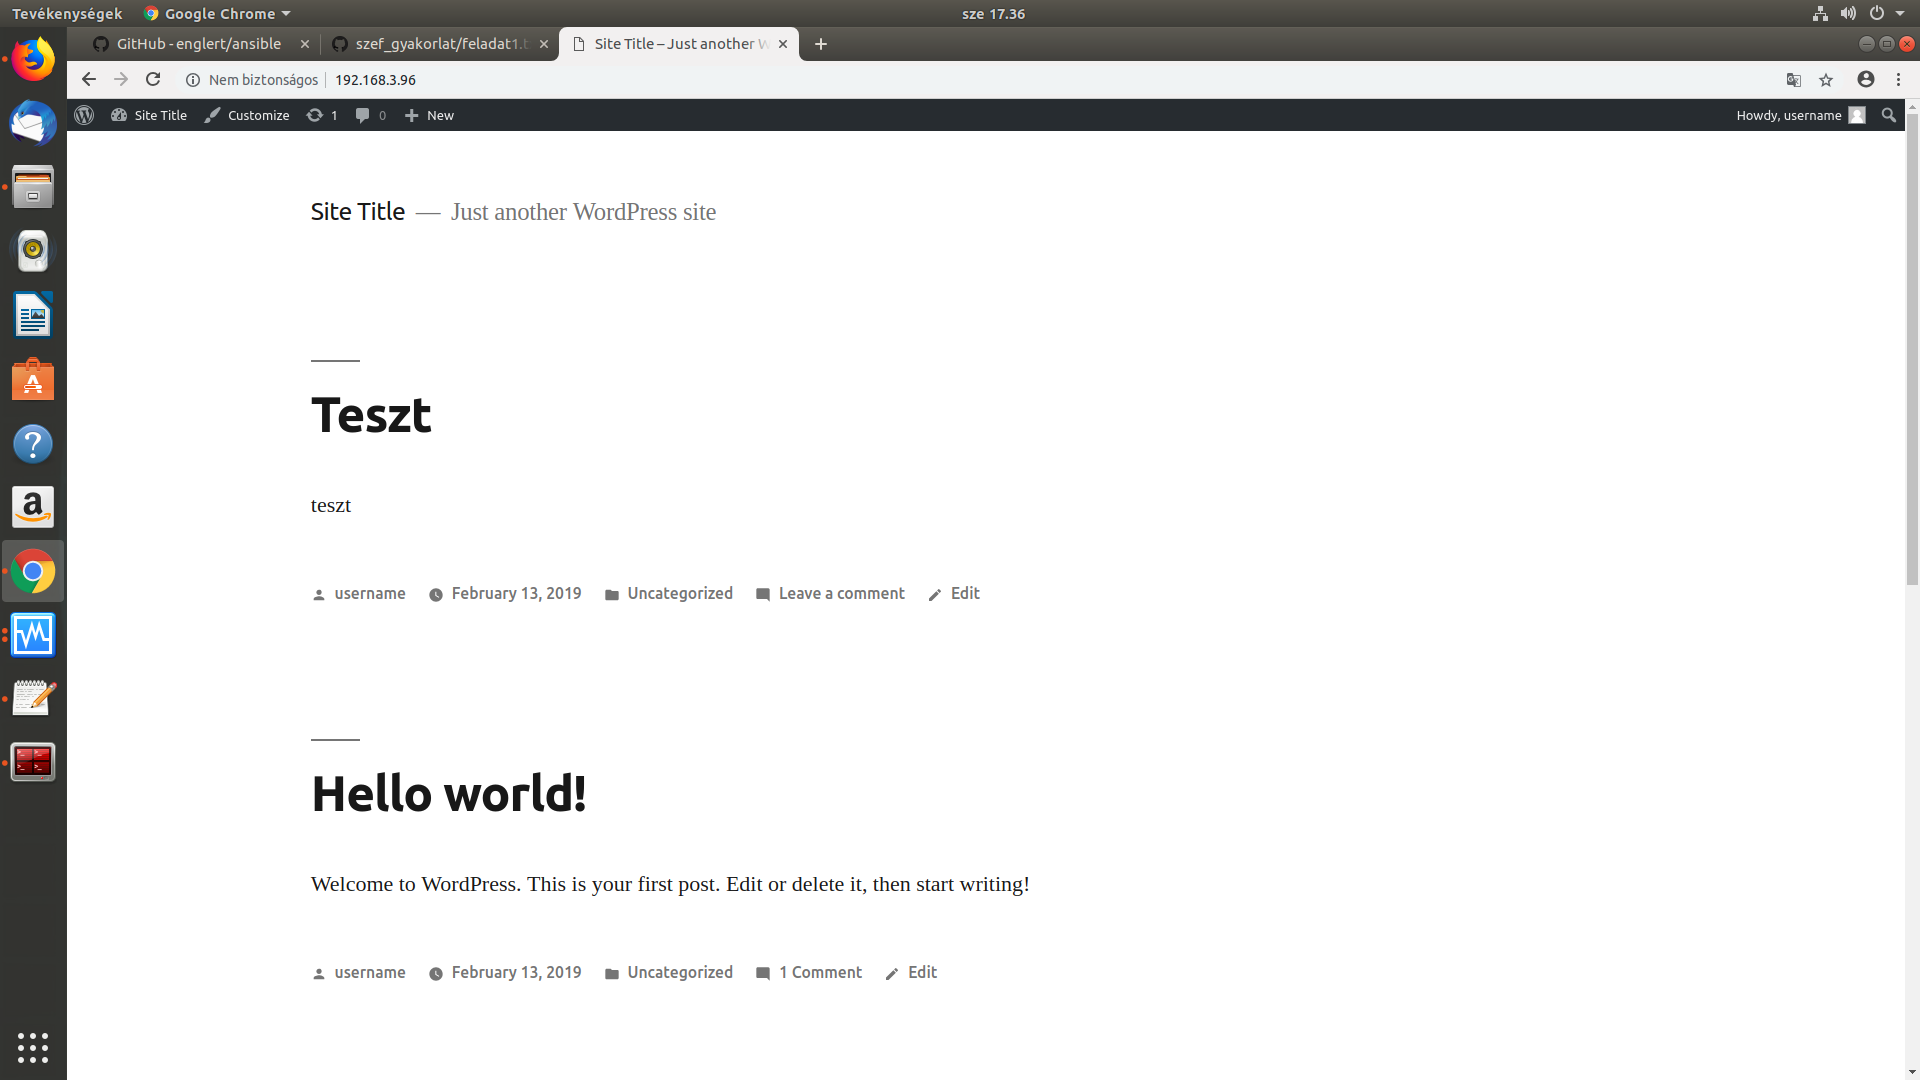 Tevékenységek Google Chrome sze 17.36
GitHub - englert/ansible szef_gyakorlat/feladat1. Site Title – Just another
Nem biztonságos 192.168.3.96
Site Title Customize 1 0 New Howdy, username
Site Title — Just another WordPress site
Teszt
teszt
username February 13, 2019 Uncategorized Leave a comment Edit
Hello world!
Welcome to WordPress. This is your first post. Edit or delete it, then start writing!
username February 13, 2019 Uncategorized 1 Comment Edit